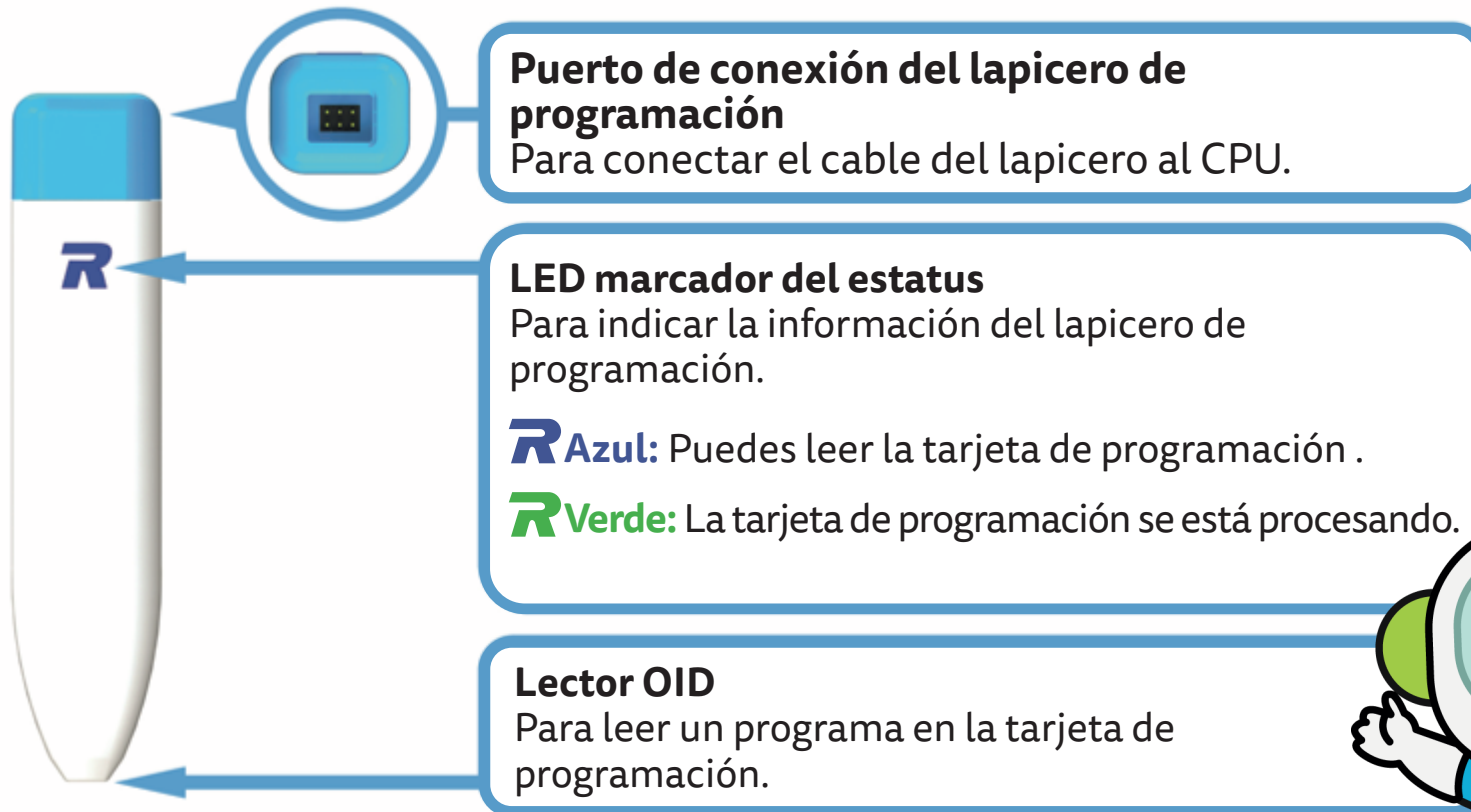 Puerto de conexión del lapicero de
programación
Para conectar el cable del lapicero al CPU.
R
LED marcador del estatus
Para indicar la información del lapicero de
programación.
R Azul: Puedes leer la tarjeta de programación .
R Verde: La tarjeta de programación se está procesando.
Lector OID
Para leer un programa en la tarjeta de
programación.